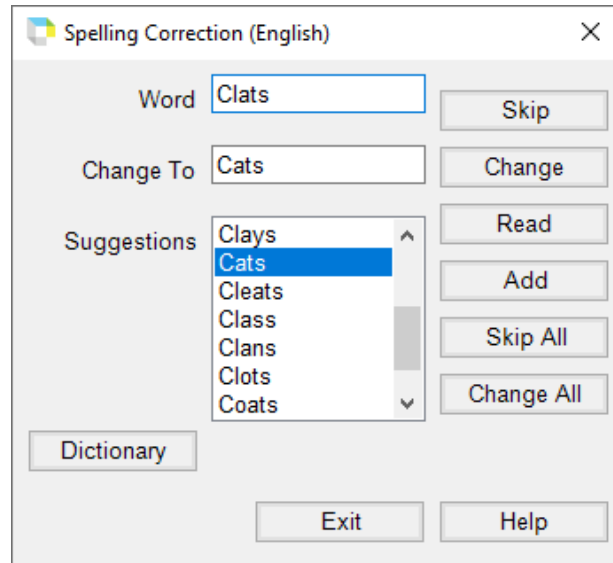 Spelling Correction (English)
Word
Clats
Skip
Change To
Cats
Change
Suggestions
Clays
Cats
Cleats
Class
Clans
Clots
Coats
Read
Add
Skip All
Change All
Dictionary
Exit
Help